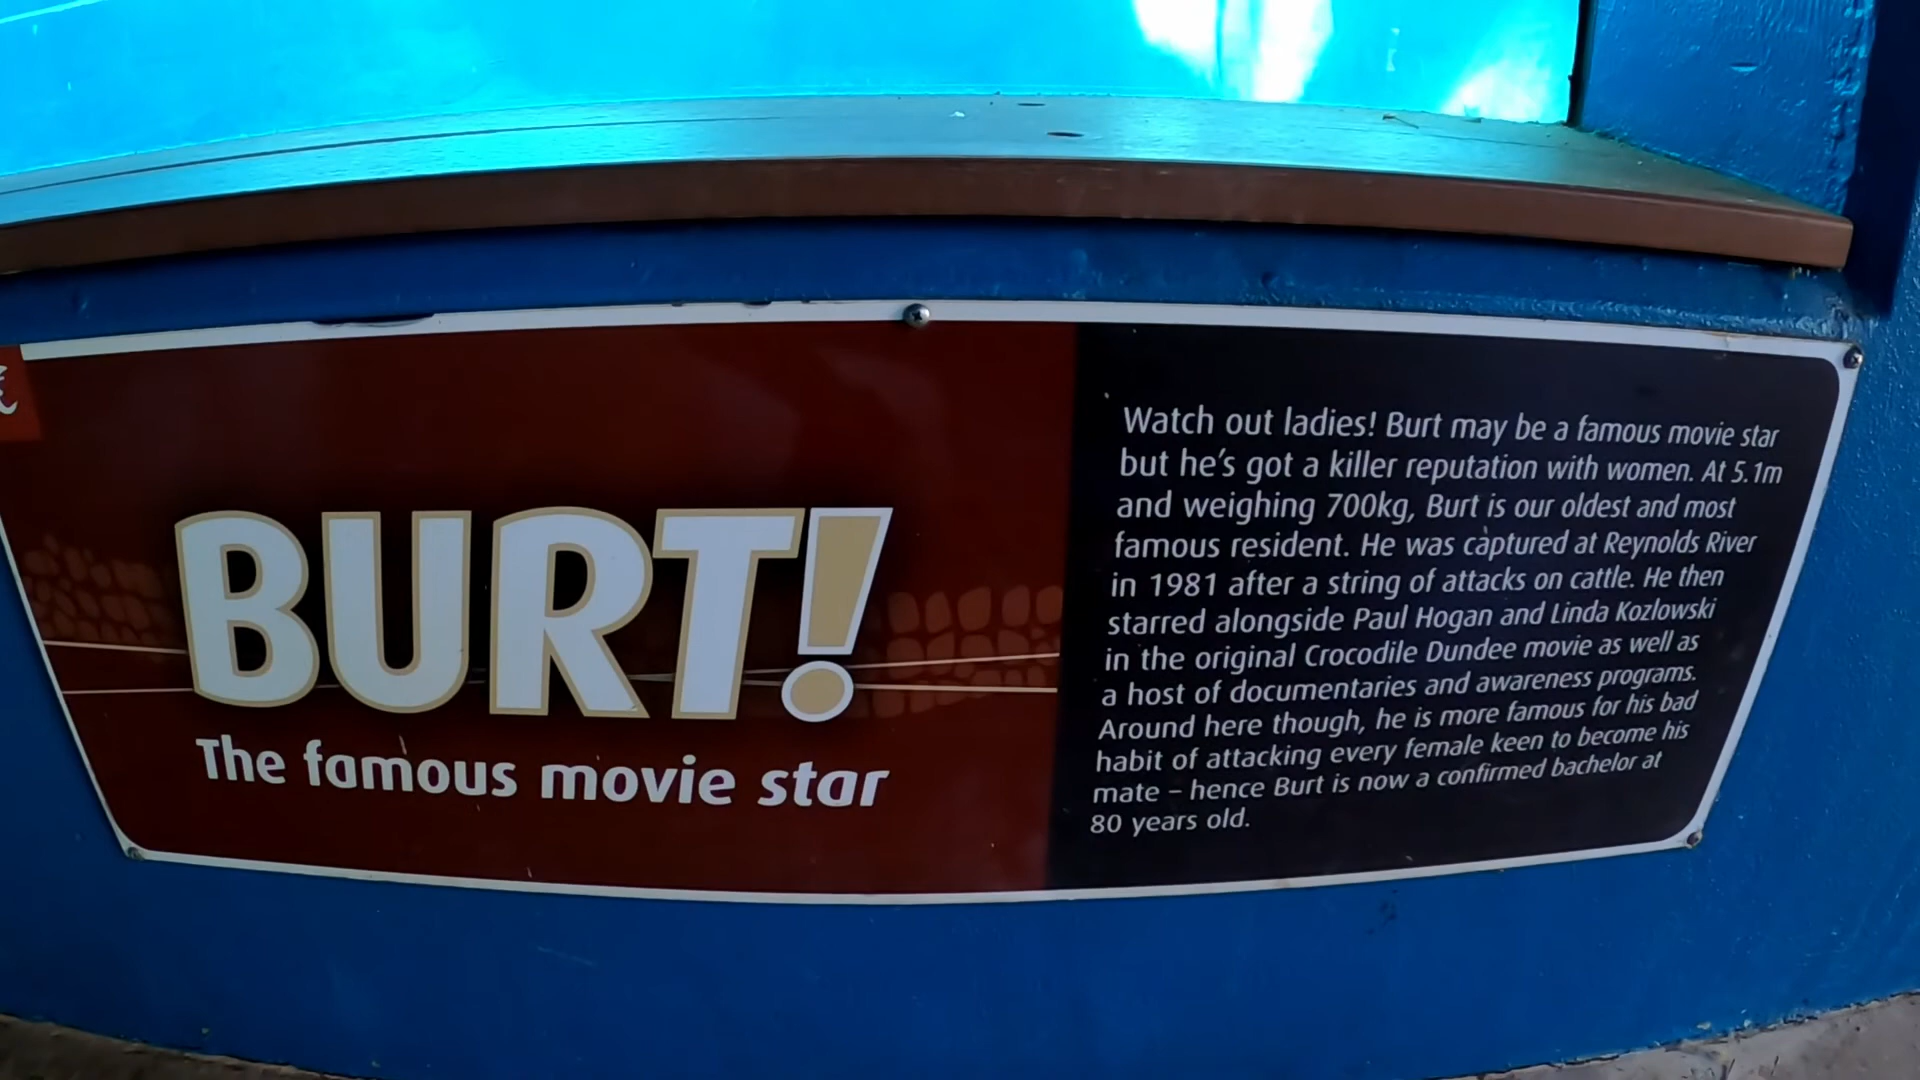 BURT!
The famous movie star
Watch out ladies! Burt may be a famous movie star
but he's got a killer reputation with women. At 5.1m
and weighing 700kg, Burt is our oldest and most
famous resident. He was captured at Reynolds River
in 1981 after a string of attacks on cattle. He then
starred alongside Paul Hogan and Linda Kozlowski
in the original Crocodile Dundee movie as well as
a host of documentaries and awareness programs.
Around here though, he is more famous for his bad
habit of attacking every female keen to become his
mate – hence Burt is now a confirmed bachelor at
80 years old.